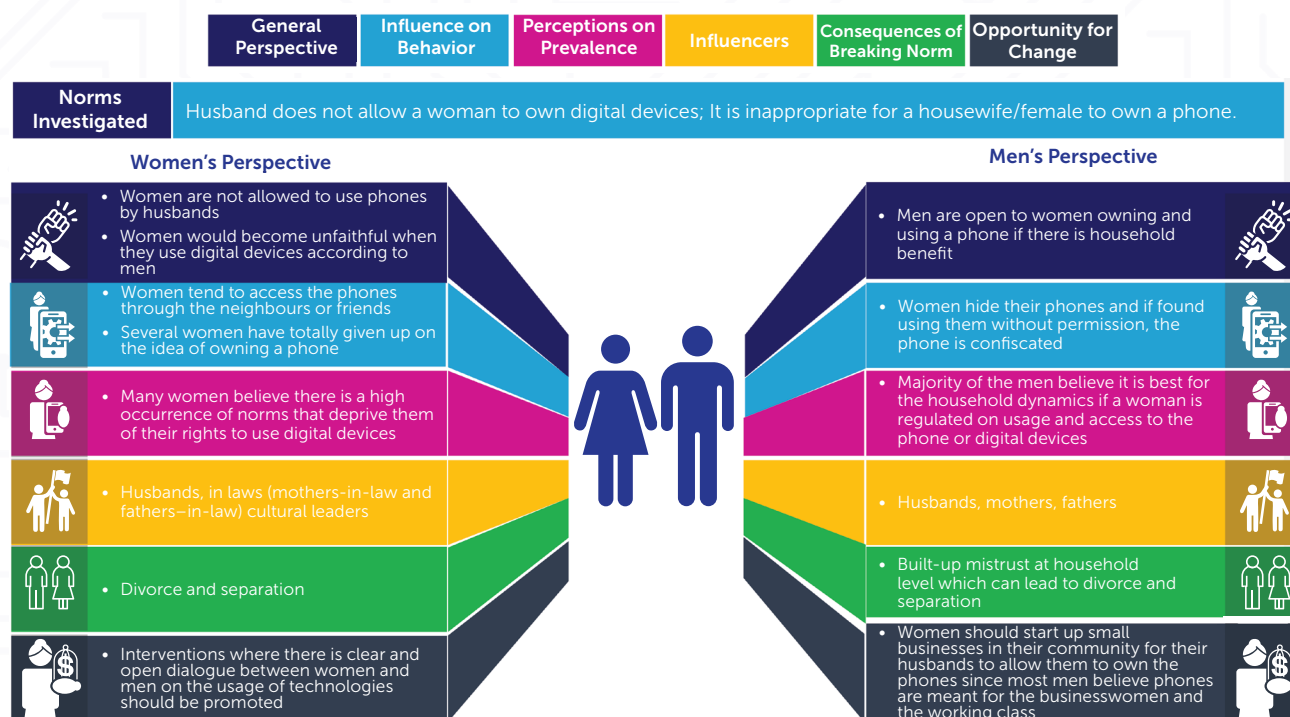 General
Perspective
Influence on
Behavior
Perceptions on
Prevalence
Influencers
Consequences of
Breaking Norm
Opportunity for
Change
Norms
Investigated
Husband does not allow a woman to own digital devices; It is inappropriate for a housewife/female to own a phone.
Women's Perspective
• Women are not allowed to use phones
by husbands
• Women would become unfaithful when
they use digital devices according to
men
• Women tend to access the phones
through the neighbours or friends
• Several women have totally given up on
the idea of owning a phone
• Many women believe there is a high
occurrence of norms that deprive them
of their rights to use digital devices
• Husbands, in laws (mothers-in-law and
fathers–in-law) cultural leaders
• Divorce and separation
• Interventions where there is clear and
open dialogue between women and
men on the usage of technologies
should be promoted
Men's Perspective
• Men are open to women owning and
using a phone if there is household
benefit
• Women hide their phones and if found
using them without permission, the
phone is confiscated
• Majority of the men believe it is best for
the household dynamics if a woman is
regulated on usage and access to the
phone or digital devices
• Husbands, mothers, fathers
• Built-up mistrust at household
level which can lead to divorce and
separation
• Women should start up small
businesses in their community for their
husbands to allow them to own the
phones since most men believe phones
are meant for the businesswomen and
the working class